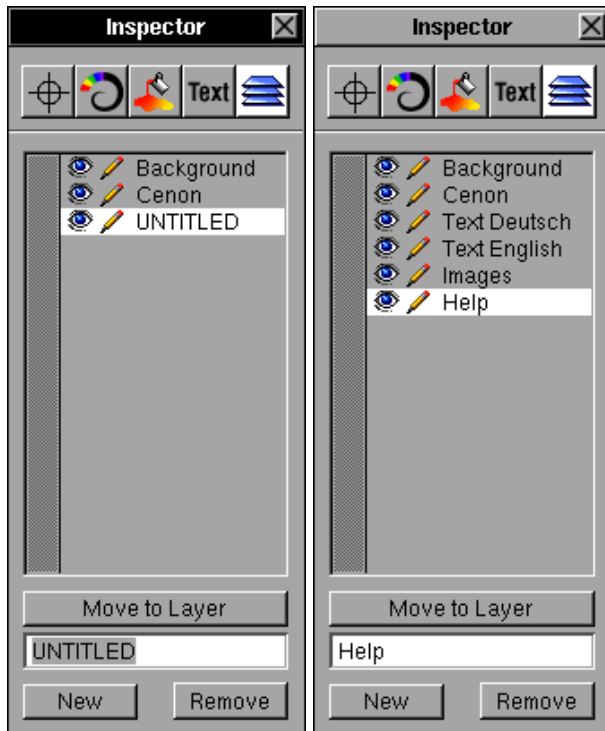 Inspector
Text
Background
Cenon
UNTITLED
Move to Layer
UNTITLED
New Remove
Inspector
Text
Background
Cenon
Text Deutsch
Text English
Images
Help
Move to Layer
Help
New Remove